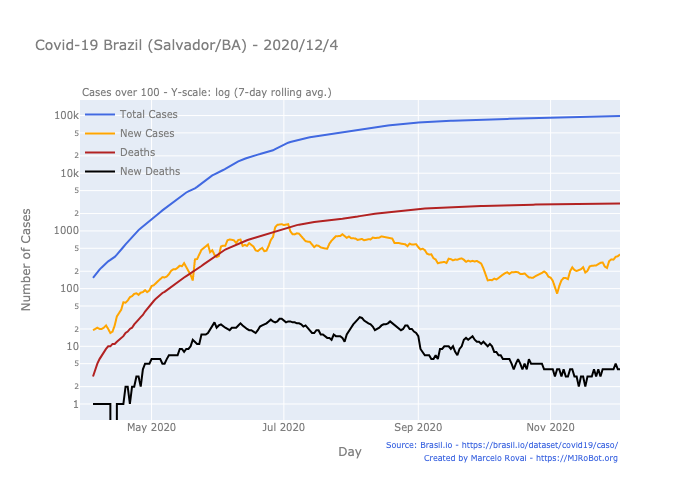 Covid-19 Brazil (Salvador/BA) - 2020/12/4
Cases over 100 - Y-scale: log (7-day rolling avg.)
Total Cases
New Cases
Deaths
New Deaths
100k
5
2
10k
5
2
1000
5
2
100
5
2
10
5
2
1
Number of Cases
May 2020
Jul 2020
Sep 2020
Nov 2020
Day
Source: Brasil.io - https://brasil.io/dataset/covid19/caso/
Created by Marcelo Rovai - https://MJRoBot.org